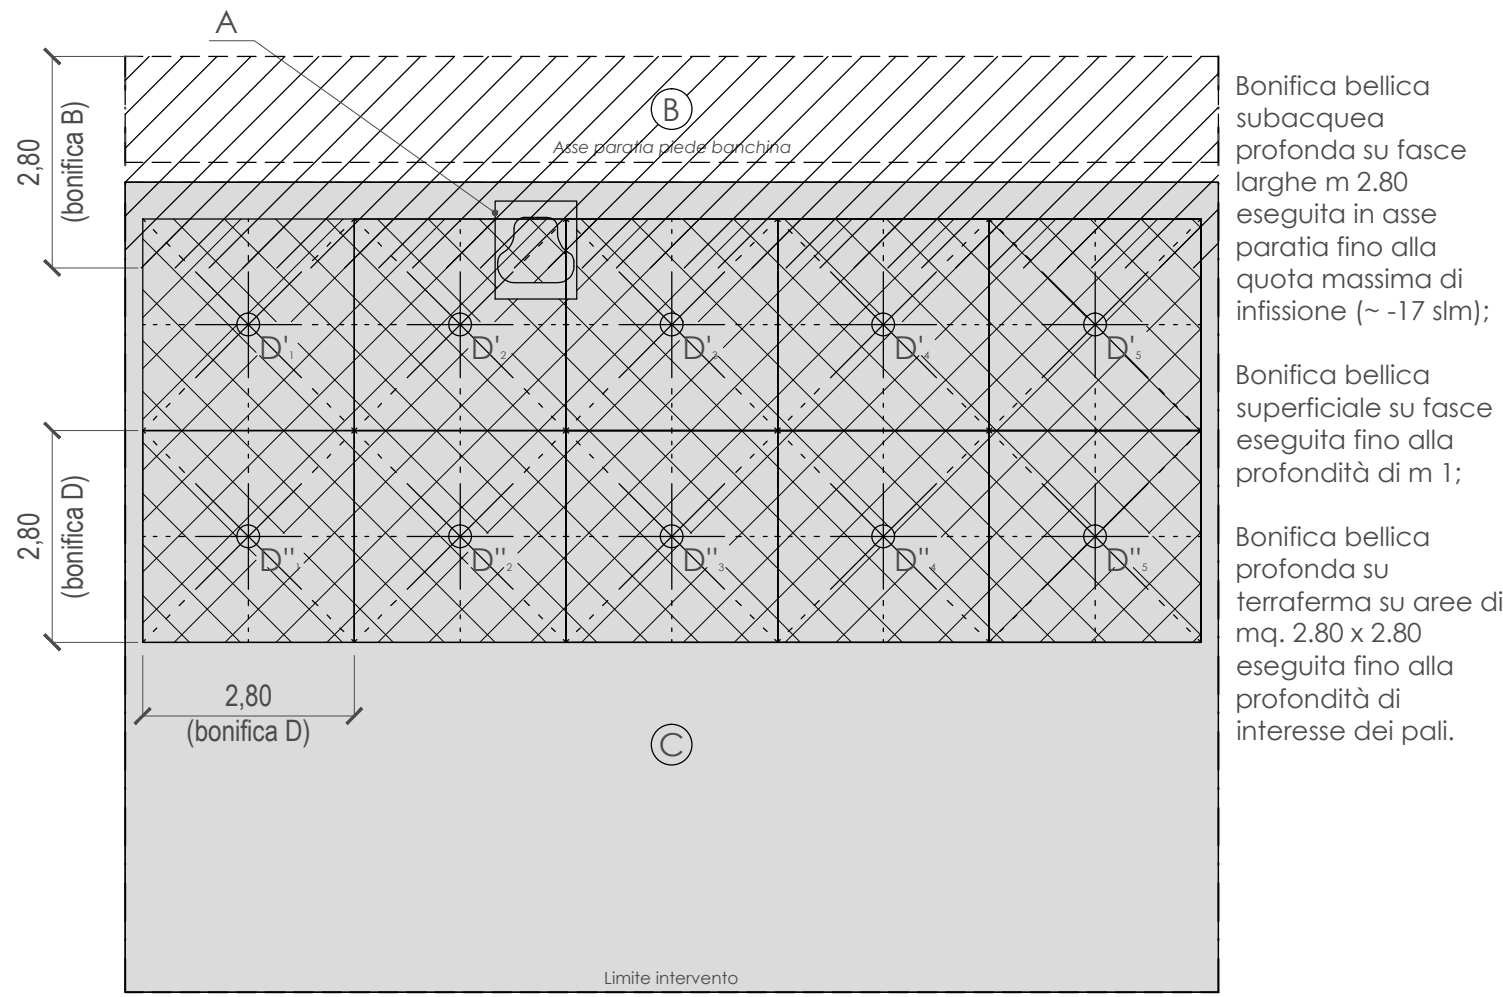 A
B
Asse paratia piede banchina
2,80
(bonifica B)
D'1
D'2
D'3
D'4
D'5
2,80
(bonifica D)
D''1
D''2
D''3
D''4
D''5
2,80
(bonifica D)
C
Limite intervento
Bonifica bellica
subacquea
profonda su fasce
larghe m 2.80
eseguita in asse
paratia fino alla
quota massima di
infissione (~ -17 slm);
Bonifica bellica
superficiale su fasce
eseguita fino alla
profondità di m 1;
Bonifica bellica
profonda su
terraferma su aree di
mq. 2.80 x 2.80
eseguita fino alla
profondità di
interesse dei pali.